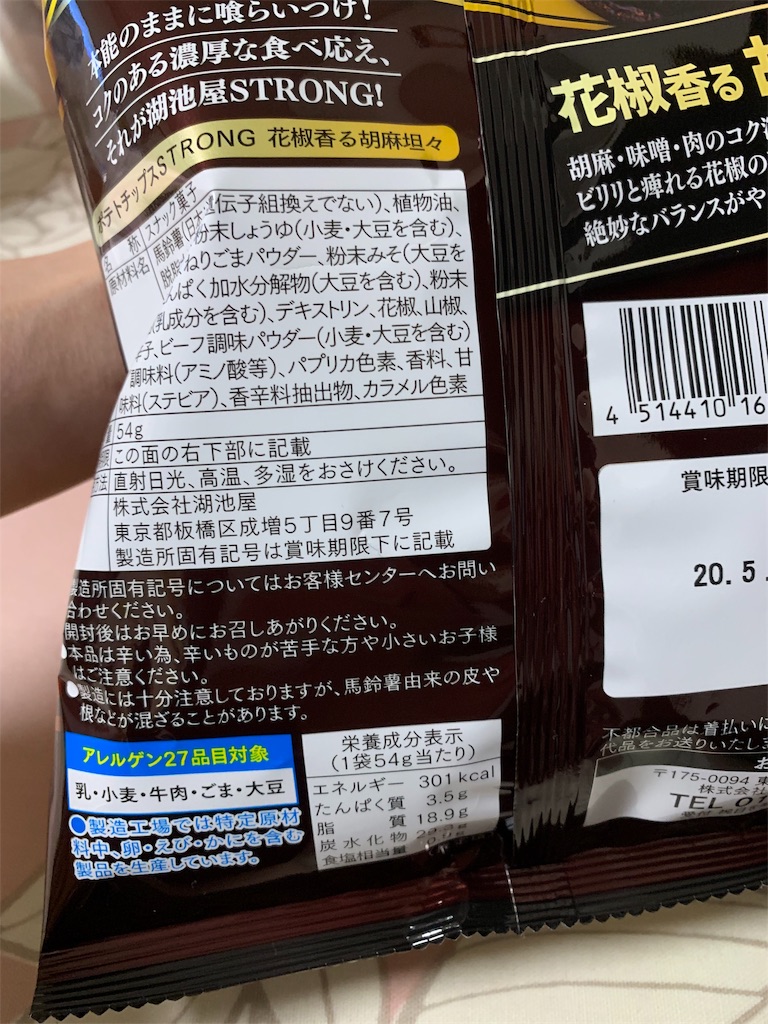 本能のままに喰らいつけ!
コクのある濃厚な食べ応え、
それが湖池屋STRONG!
ポテトチップスSTRONG 花椒香る胡麻坦々
称 スナック菓子
原材料名 馬鈴薯(日本 伝子組換えでない)、植物油、
粉末しょうゆ(小麦・大豆を含む)、
ねりごまパウダー、粉末みそ(大豆を
ぱく加水分解物(大豆を含む)、粉末
(乳成分を含む)、デキストリン、花椒、山椒、
子、ビーフ調味パウダー(小麦・大豆を含む)
調味料(アミノ酸等)、パプリカ色素、香料、甘
味料(ステビア)、香辛料抽出物、カラメル色素
54g
この面の右下部に記載
法 直射日光、高温、多湿をおさけください。
株式会社湖池屋
東京都板橋区成増5丁目9番7号
製造所固有記号は賞味期限下に記載
製造所固有記号についてはお客様センターへお問い
合わせください。
開封後はお早めにお召しあがりください。
●本品は辛い為、辛いものが苦手な方や小さいお子様
はご注意ください。
●製造には十分注意しておりますが、馬鈴薯由来の皮や
根などが混ざることがあります。
アレルゲン27品目対象
乳・小麦・牛肉・ごま・大豆
●製造工場では特定原材
料中、卵・えび・かにを含む
製品を生産しています。
栄養成分表示
(1袋54g当たり)
エネルギー 301kcal
たんぱく質 3.5g
脂質 18.9g
炭水化物
食塩相当量
花椒香る
胡麻・味噌・肉のコク
ビリリと痺れる花椒の
絶妙なバランスがや
4 514410 16
賞味期限
20.5.
不都合品は着払いに
代品をお送りいたしま
〒175-0094 東
株式会社
TEL 01